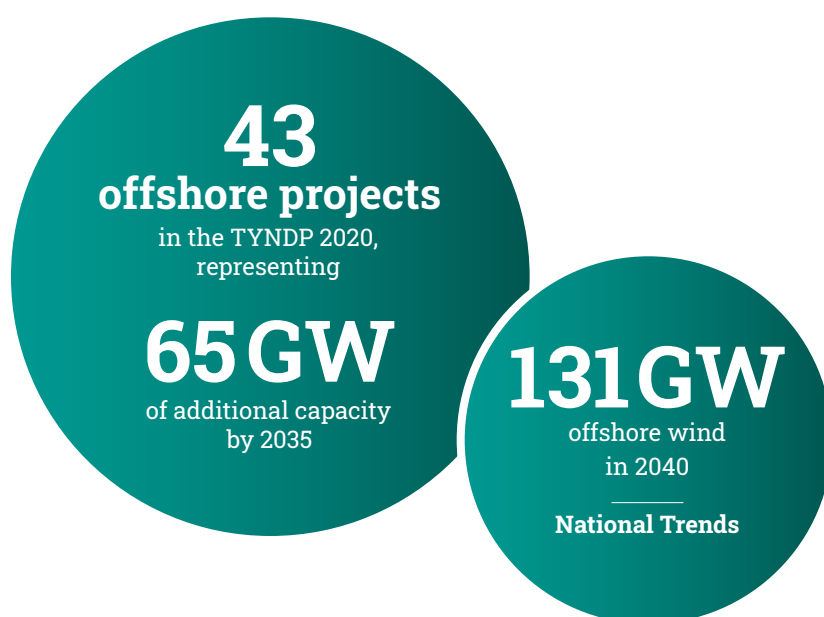 43
offshore projects
in the TYNDP 2020,
representing
65 GW
of additional capacity
by 2035
131 GW
offshore wind
in 2040
National Trends